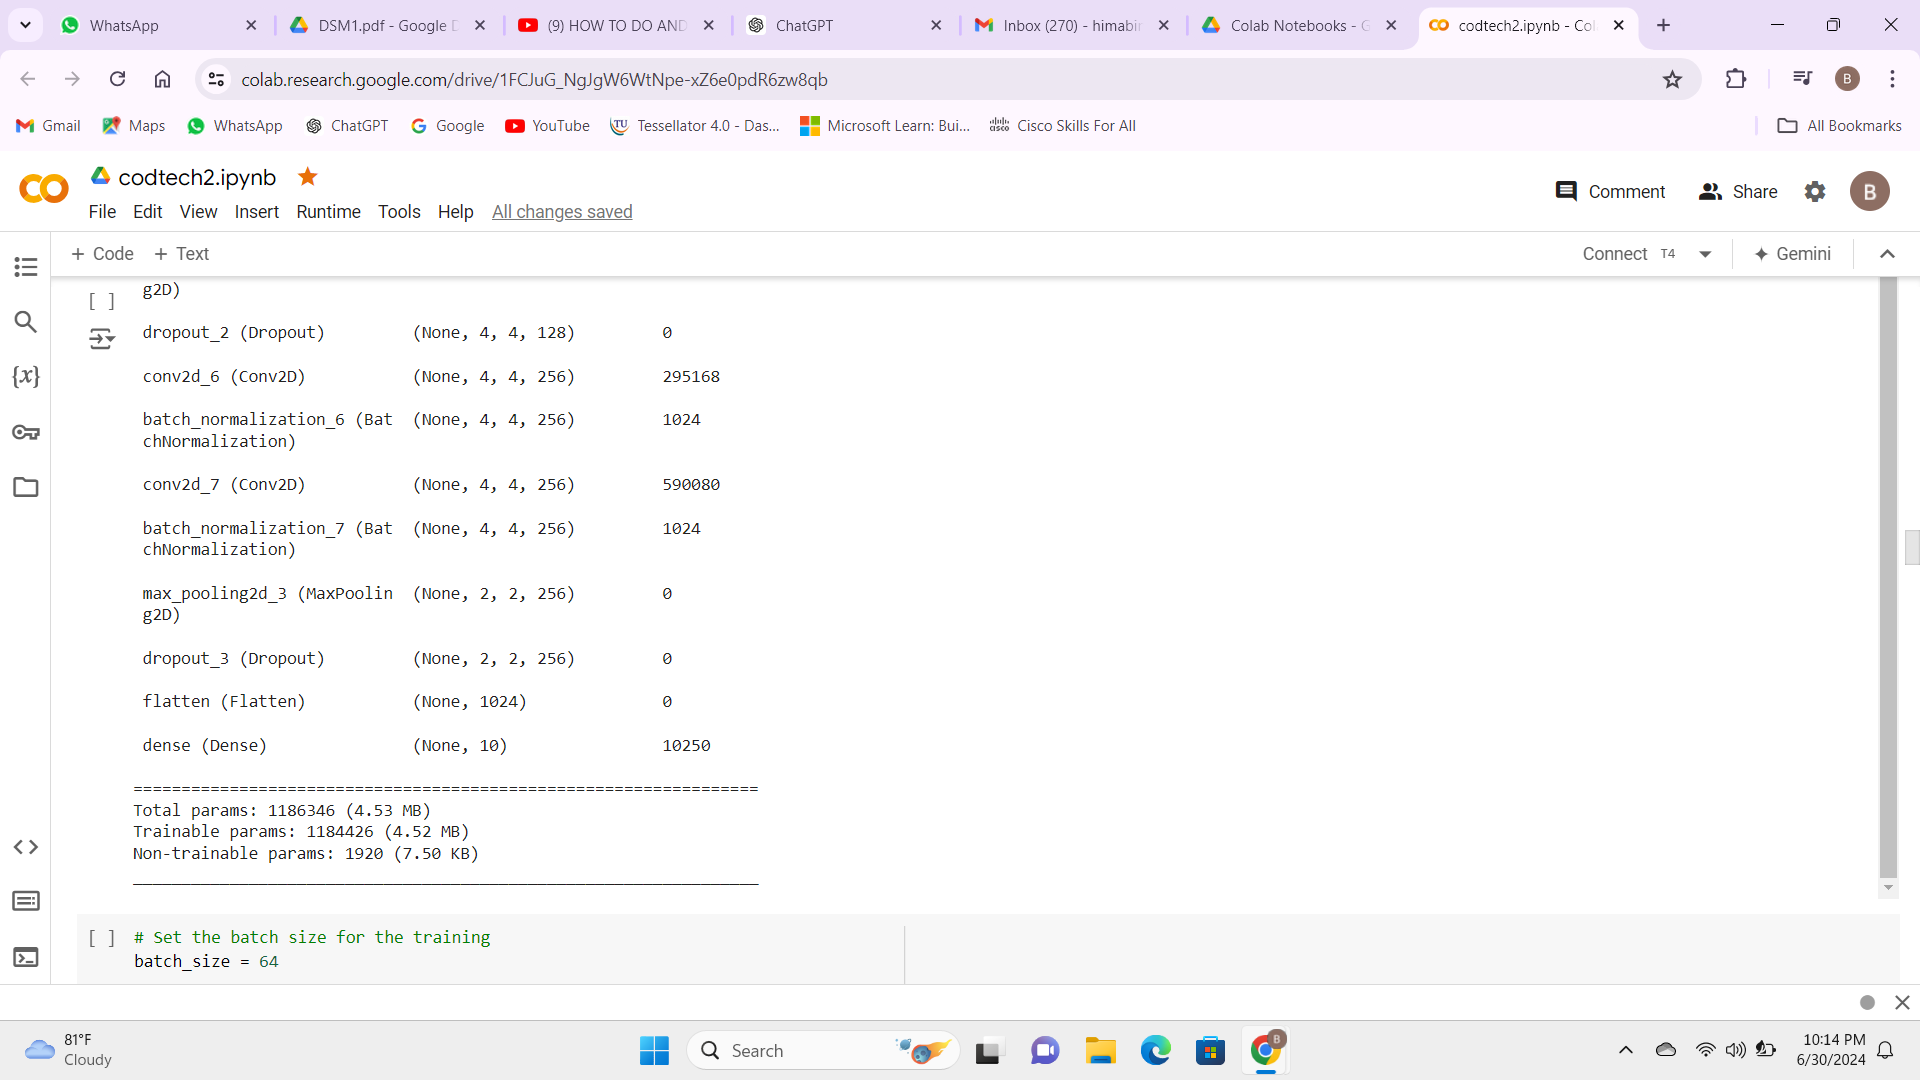 WhatsApp
DSM1.pdf - Google D
(9) HOW TO DO AND
ChatGPT
Inbox (270) - himabin
Colab Notebooks - G
codtech2.ipynb - Col
colab.research.google.com/drive/1FCJuG_NgJgW6WtNpe-xZ6e0pdR6zw8qb
B
Gmail
Maps
WhatsApp
ChatGPT
Google
YouTube
Tessellator 4.0 - Das...
Microsoft Learn: Bui...
Cisco Skills For All
All Bookmarks
codtech2.ipynb
Comment
Share
B
File Edit View Insert Runtime Tools Help All changes saved
+ Code + Text
Connect T4
Gemini
[ ]
g2D)
dropout_2 (Dropout) (None, 4, 4, 128) 0
conv2d_6 (Conv2D) (None, 4, 4, 256) 295168
batch_normalization_6 (Bat (None, 4, 4, 256) 1024
chNormalization)
conv2d_7 (Conv2D) (None, 4, 4, 256) 590080
batch_normalization_7 (Bat (None, 4, 4, 256) 1024
chNormalization)
max_pooling2d_3 (MaxPoolin (None, 2, 2, 256) 0
g2D)
dropout_3 (Dropout) (None, 2, 2, 256) 0
flatten (Flatten) (None, 1024) 0
dense (Dense) (None, 10) 10250
=================================================================
Total params: 1186346 (4.53 MB)
Trainable params: 1184426 (4.52 MB)
Non-trainable params: 1920 (7.50 KB)
_________________________________________________________________
[ ] # Set the batch size for the training
batch_size = 64
81°F
Cloudy
Search
10:14 PM
6/30/2024